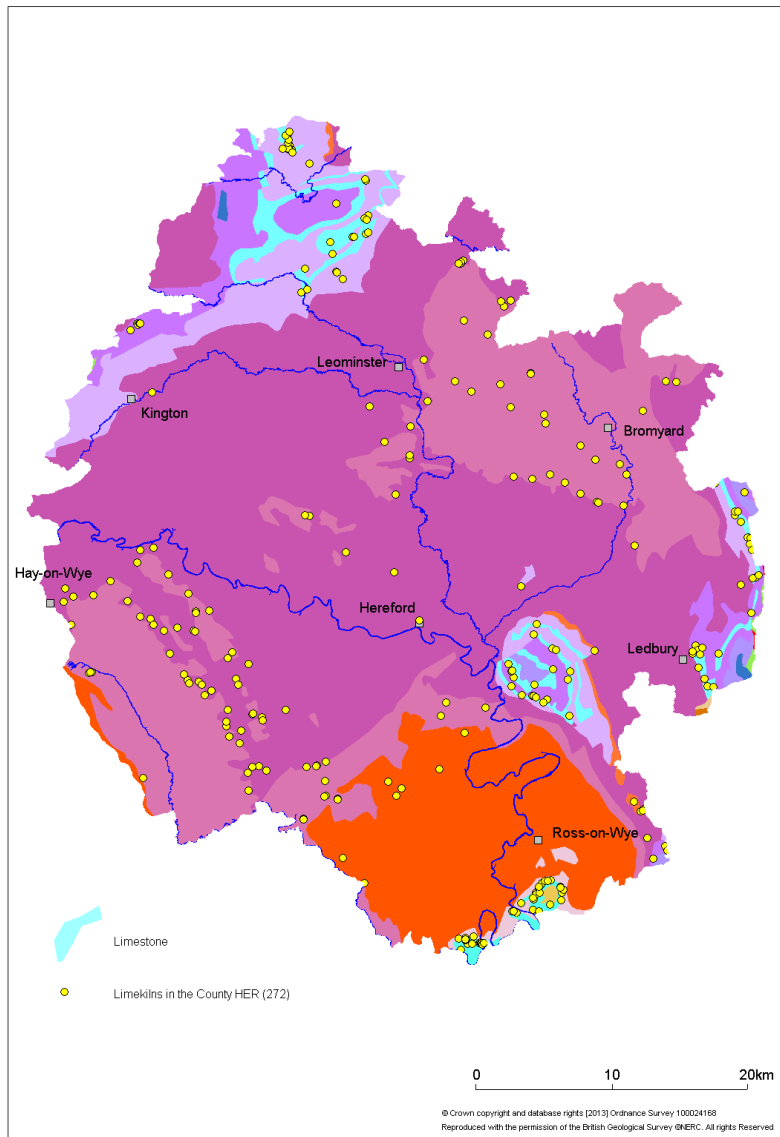 Leominster
Kington
Bromyard
Hay-on-Wye
Hereford
Ledbury
Ross-on-Wye
Limestone
Limekilns in the County HER (272)
0 10 20km
© Crown copyright and database rights [2013] Ordnance Survey 100024168
Reproduced with the permission of the British Geological Survey ©NERC. All rights Reserved